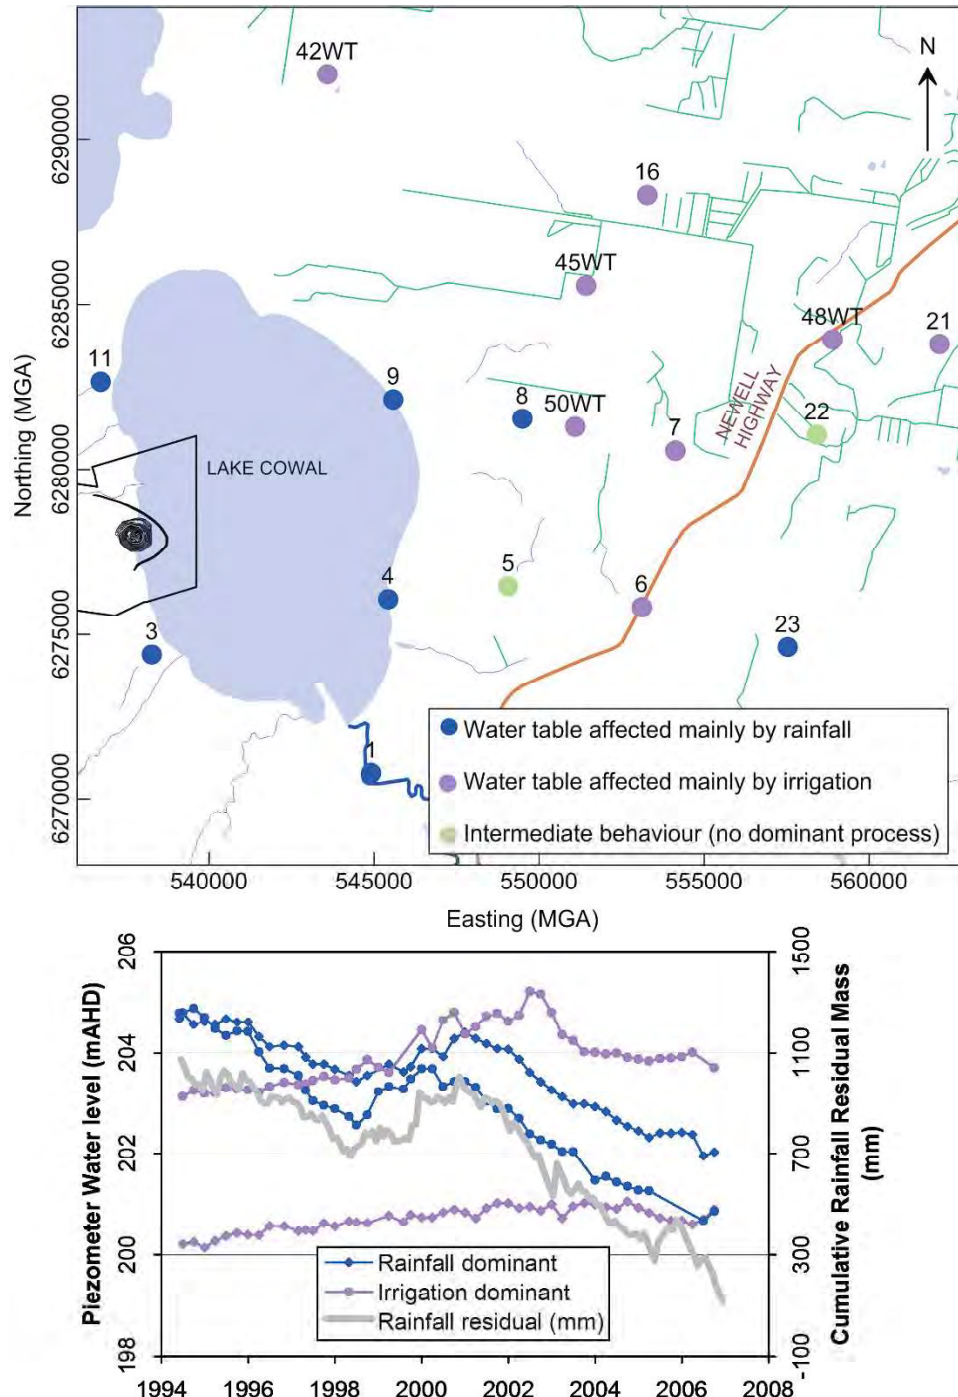 42WT
N
16
45WT
48WT
21
11
9
8
50WT
7
22
NEWELL
HIGHWAY
LAKE COWAL
5
4
6
3
23
1
6290000
6285000
6280000
6275000
6270000
Northing (MGA)
Water table affected mainly by rainfall
Water table affected mainly by irrigation
Intermediate behaviour (no dominant process)
540000 545000 550000 555000 560000
Easting (MGA)
206
204
202
200
198
Piezometer Water level (mAHD)
1500
1100
700
300
-100
Cumulative Rainfall Residual Mass
(mm)
Rainfall dominant
Irrigation dominant
Rainfall residual (mm)
1994 1996 1998 2000 2002 2004 2006 2008